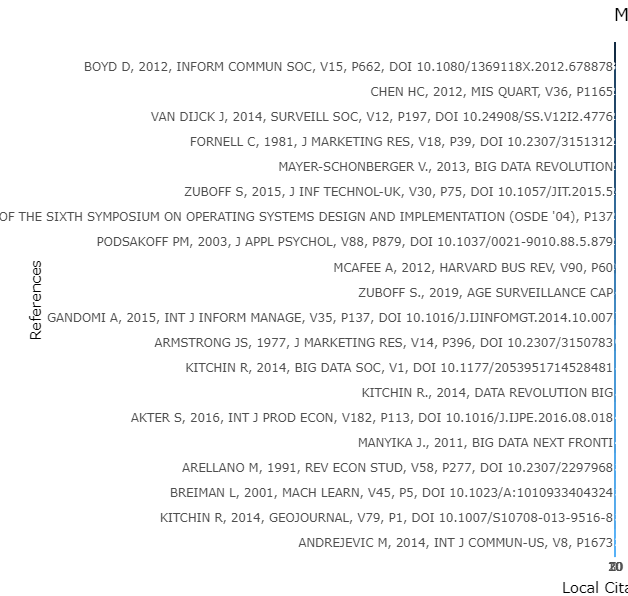 M
BOYD D, 2012, INFORM COMMUN SOC, V15, P662, DOI 10.1080/1369118X.2012.678878
CHEN HC, 2012, MIS QUART, V36, P1165
VAN DIJCK J, 2014, SURVEILL SOC, V12, P197, DOI 10.24908/SS.V12I2.4776
FORNELL C, 1981, J MARKETING RES, V18, P39, DOI 10.2307/3151312
MAYER-SCHONBERGER V., 2013, BIG DATA REVOLUTION
ZUBOFF S, 2015, J INF TECHNOL-UK, V30, P75, DOI 10.1057/JIT.2015.5
OF THE SIXTH SYMPOSIUM ON OPERATING SYSTEMS DESIGN AND IMPLEMENTATION (OSDE '04), P137
PODSAKOFF PM, 2003, J APPL PSYCHOL, V88, P879, DOI 10.1037/0021-9010.88.5.879
MCAFEE A, 2012, HARVARD BUS REV, V90, P60
ZUBOFF S., 2019, AGE SURVEILLANCE CAP
GANDOMI A, 2015, INT J INFORM MANAGE, V35, P137, DOI 10.1016/J.IJINFOMGT.2014.10.007
ARMSTRONG JS, 1977, J MARKETING RES, V14, P396, DOI 10.2307/3150783
KITCHIN R, 2014, BIG DATA SOC, V1, DOI 10.1177/2053951714528481
KITCHIN R., 2014, DATA REVOLUTION BIG
AKTER S, 2016, INT J PROD ECON, V182, P113, DOI 10.1016/J.IJPE.2016.08.018
MANYIKA J., 2011, BIG DATA NEXT FRONTI
ARELLANO M, 1991, REV ECON STUD, V58, P277, DOI 10.2307/2297968
BREIMAN L, 2001, MACH LEARN, V45, P5, DOI 10.1023/A:1010933404324
KITCHIN R, 2014, GEOJOURNAL, V79, P1, DOI 10.1007/S10708-013-9516-8
ANDREJEVIC M, 2014, INT J COMMUN-US, V8, P1673
References
Local Cita